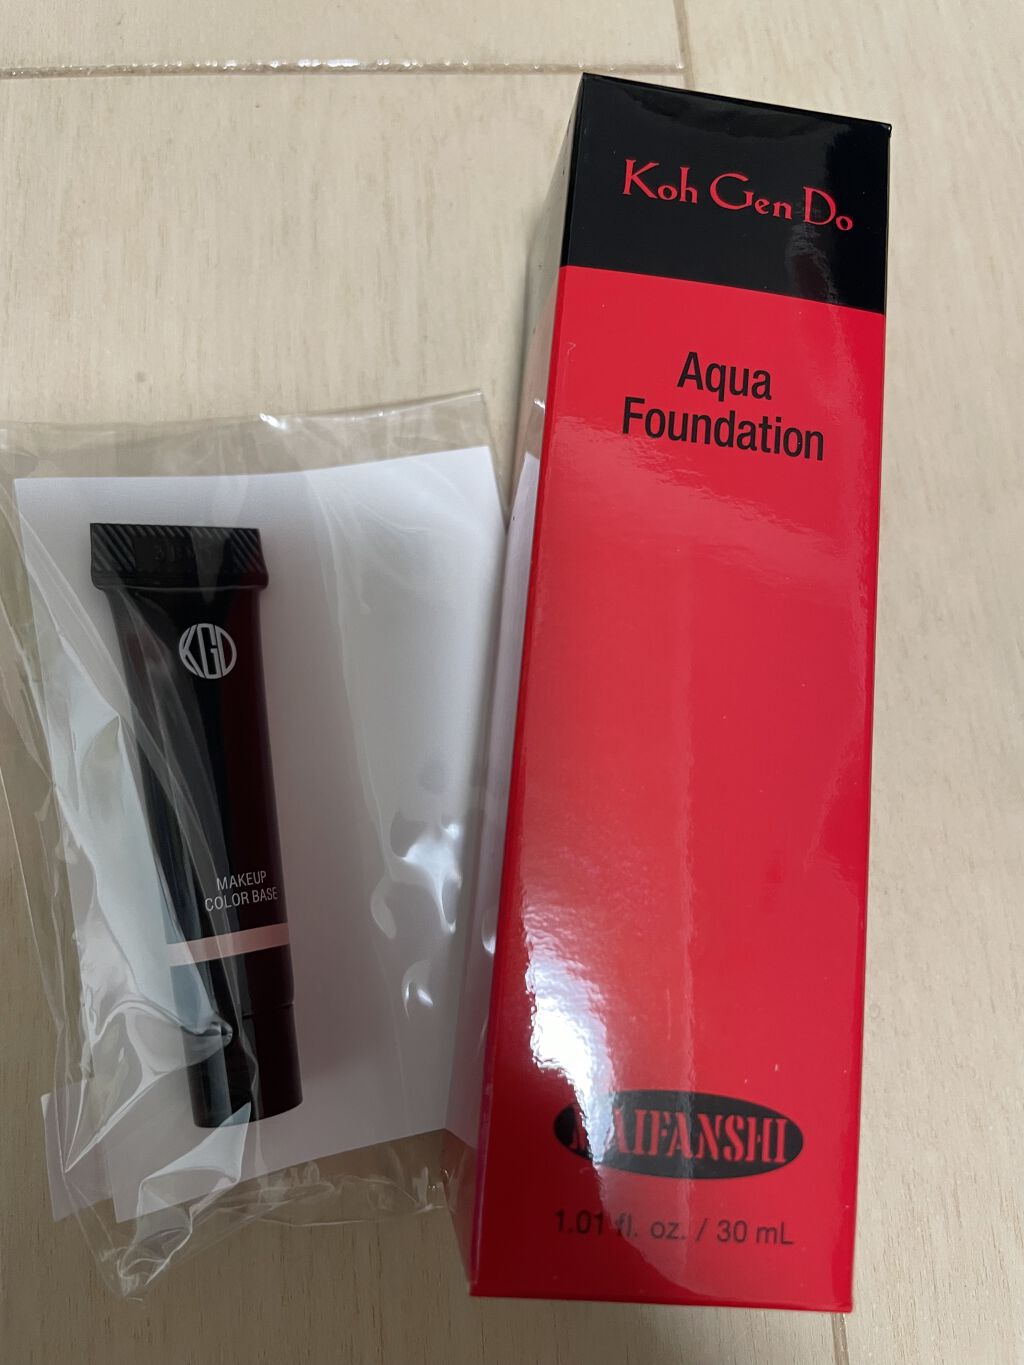 Koh Gen Do
Aqua
Foundation
MAIFANSHI
1.01 fl. oz. / 30 mL
KGD
MAKEUP
COLOR BASE